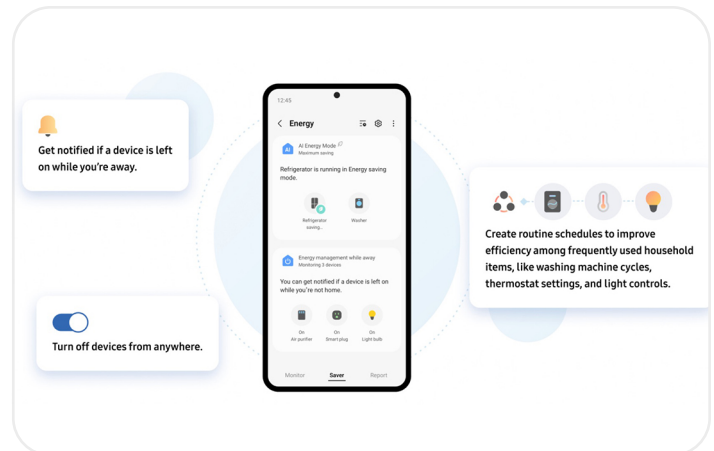 Get notified if a device is left
on while you're away.
Turn off devices from anywhere.
12:45
Energy
AI
AI Energy Mode
Maximum saving
Refrigerator is running in Energy saving
mode.
Refrigerator
saving...
Washer
Energy management while away
Monitoring 3 devices
You can get notified if a device is left on
while you're not home.
On
Air purifier
On
Smart plug
On
Light bulb
Monitor
Saver
Report
Create routine schedules to improve
efficiency among frequently used household
items, like washing machine cycles,
thermostat settings, and light controls.